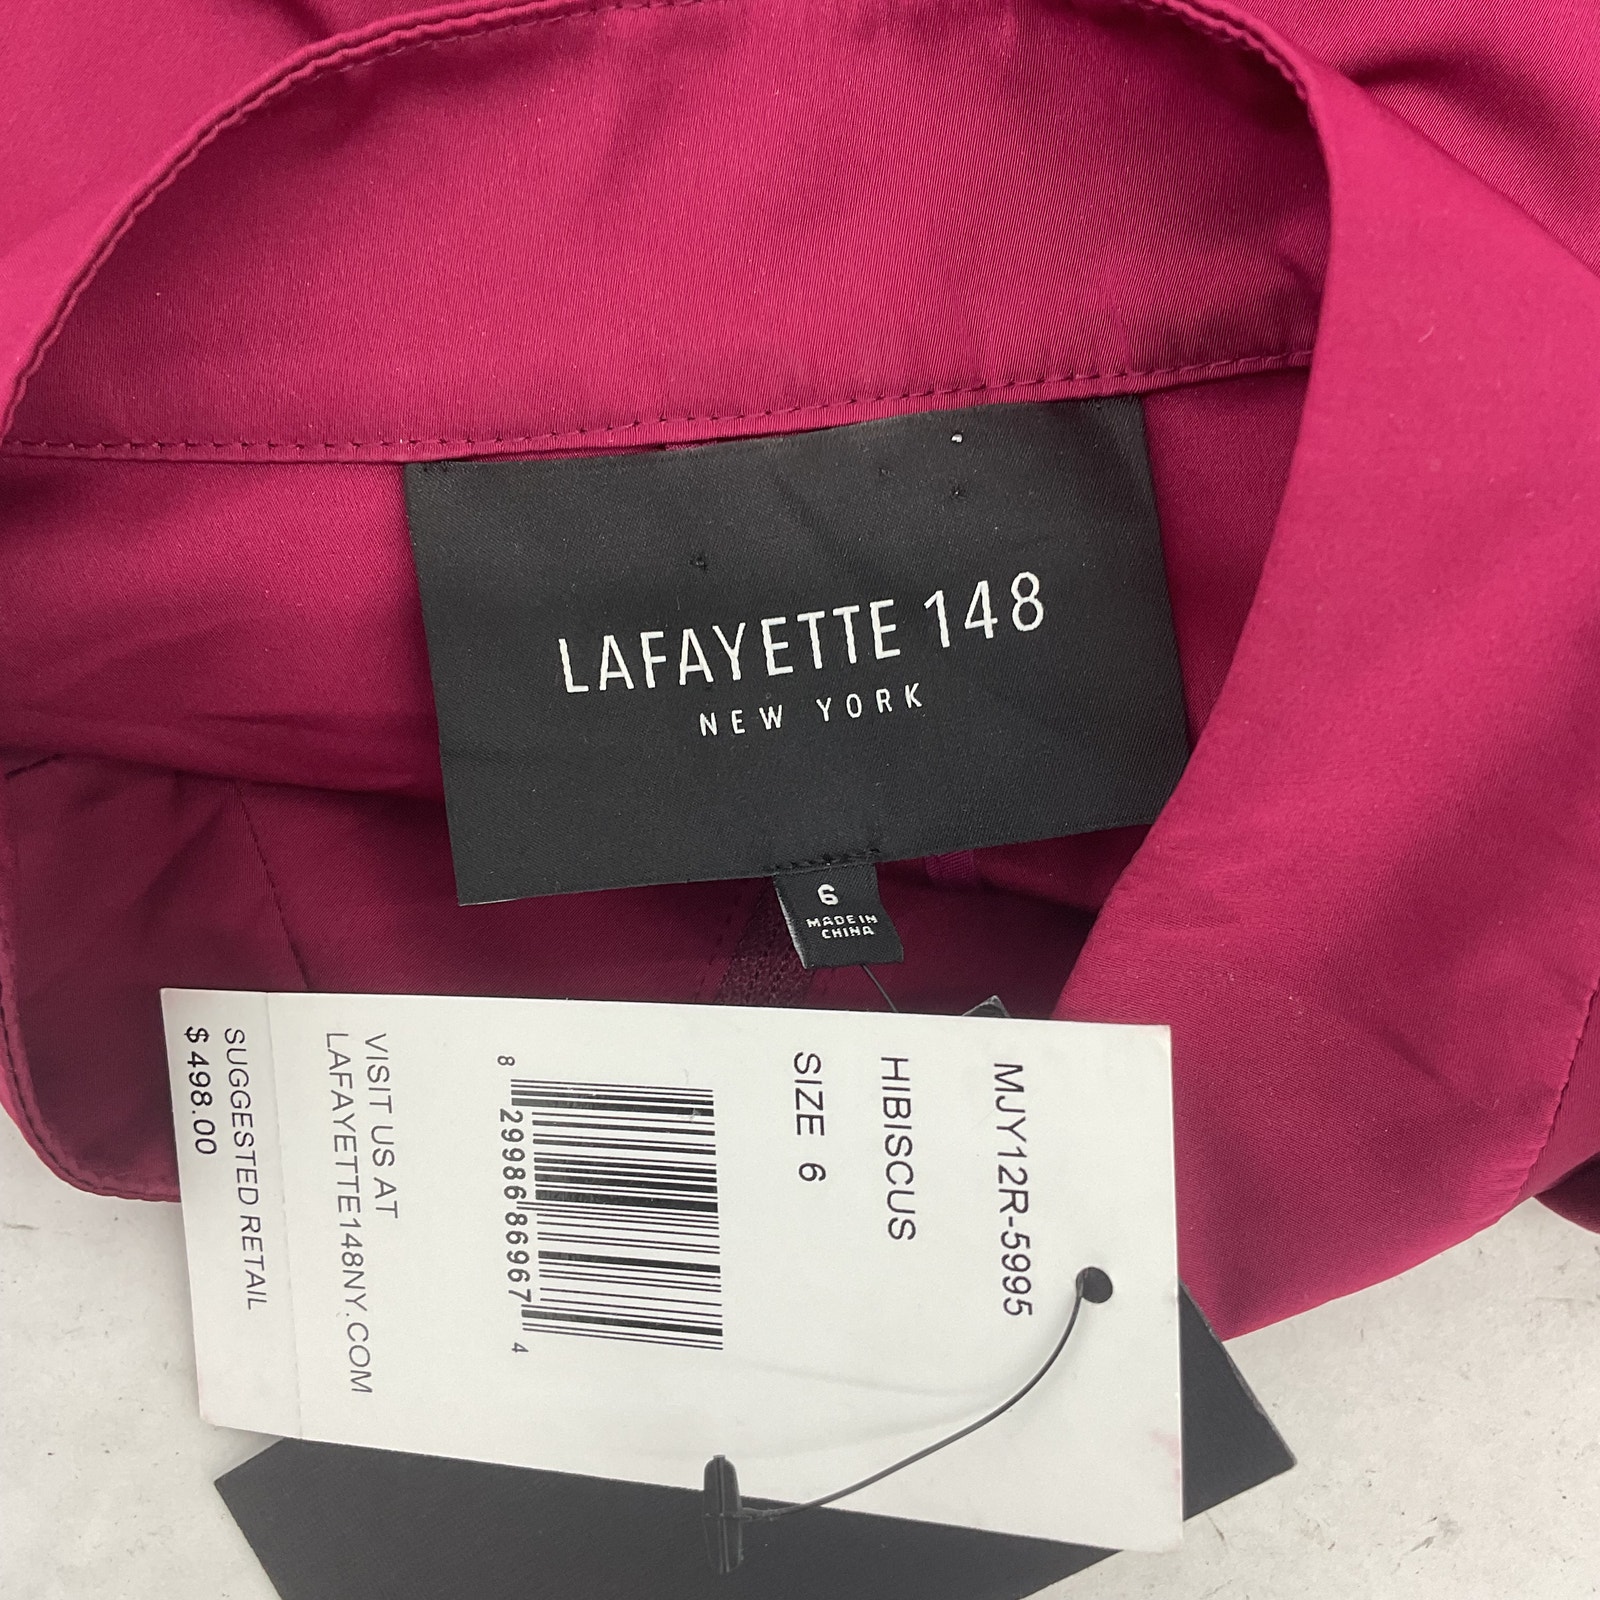 LAFAYETTE 148
NEW YORK
6
MADE IN
CHINA
MJY12R-5995
HIBISCUS
SIZE 6
8 29986 86967 4
VISIT US AT
LAFAYETTE148NY.COM
SUGGESTED RETAIL
$ 498.00